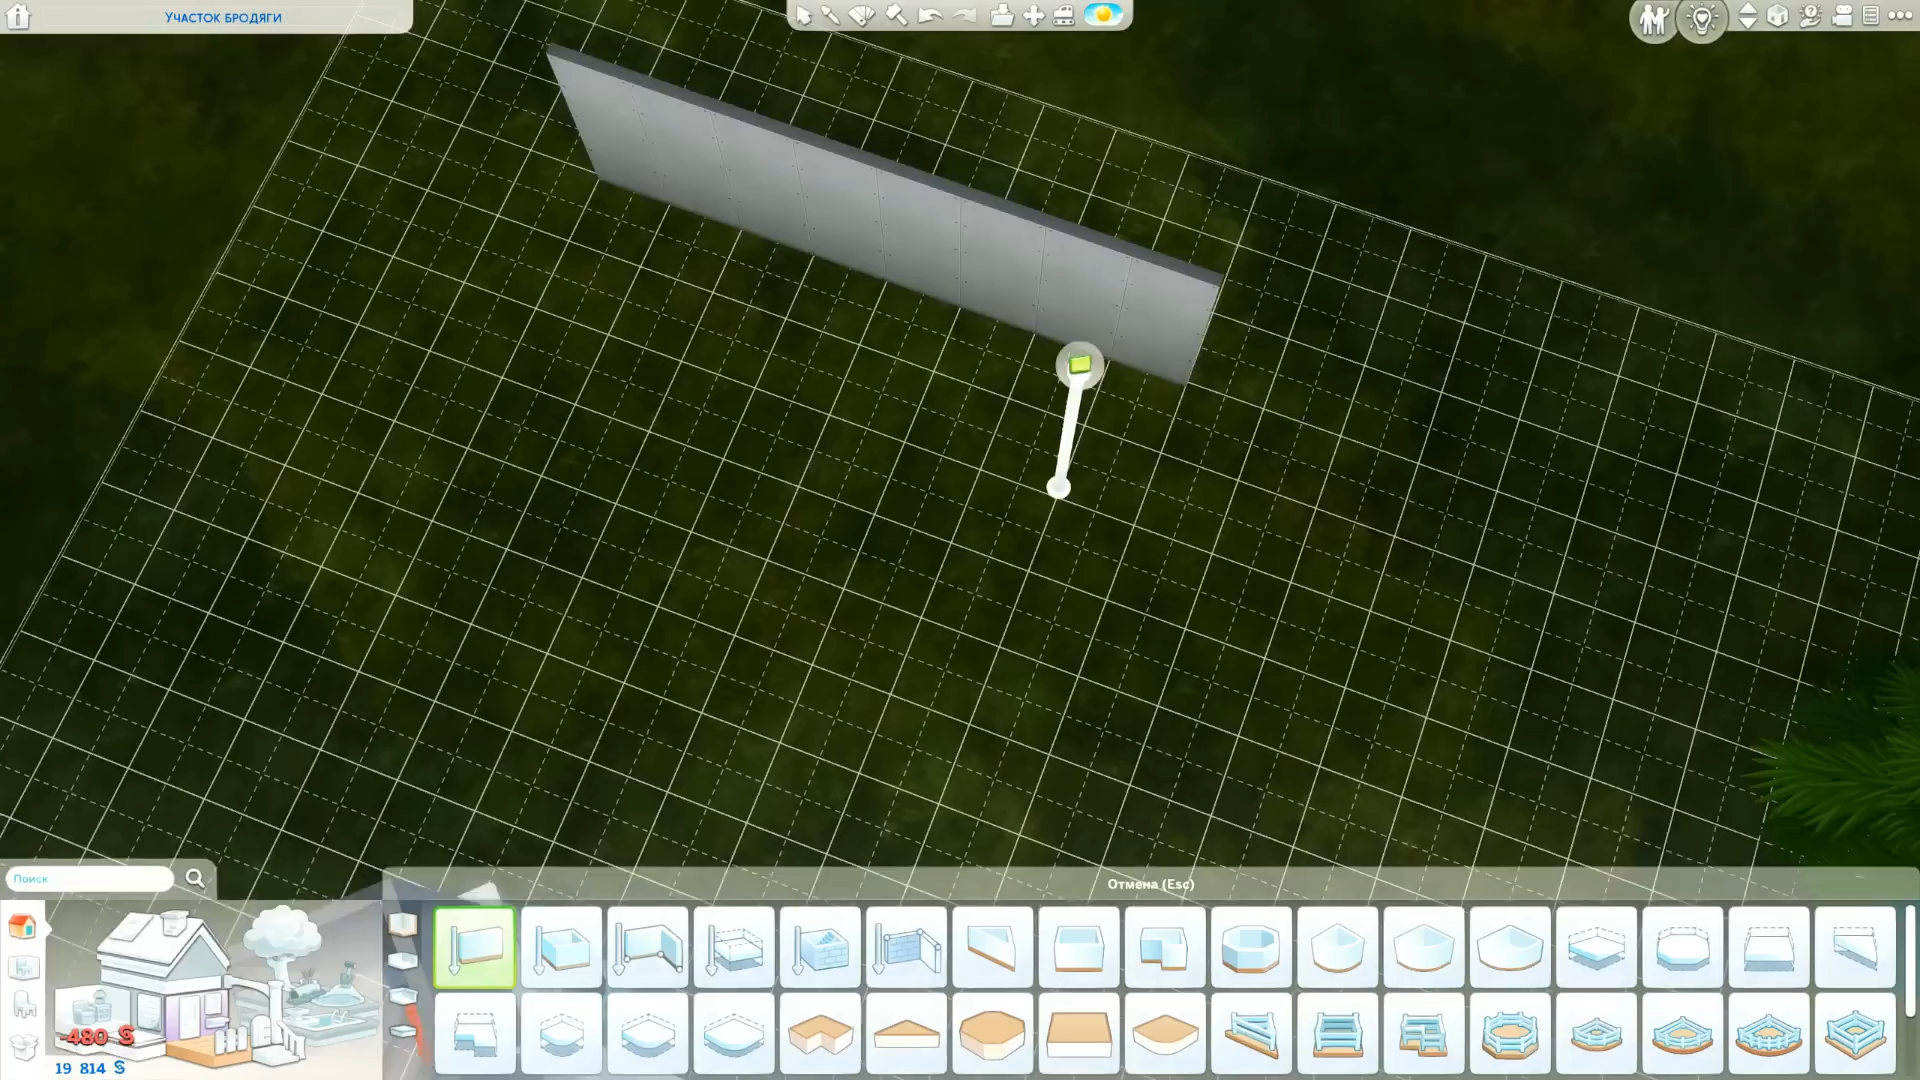 Участок бродяги
Поиск
Отмена (Esc)
-480 §
19 814 §